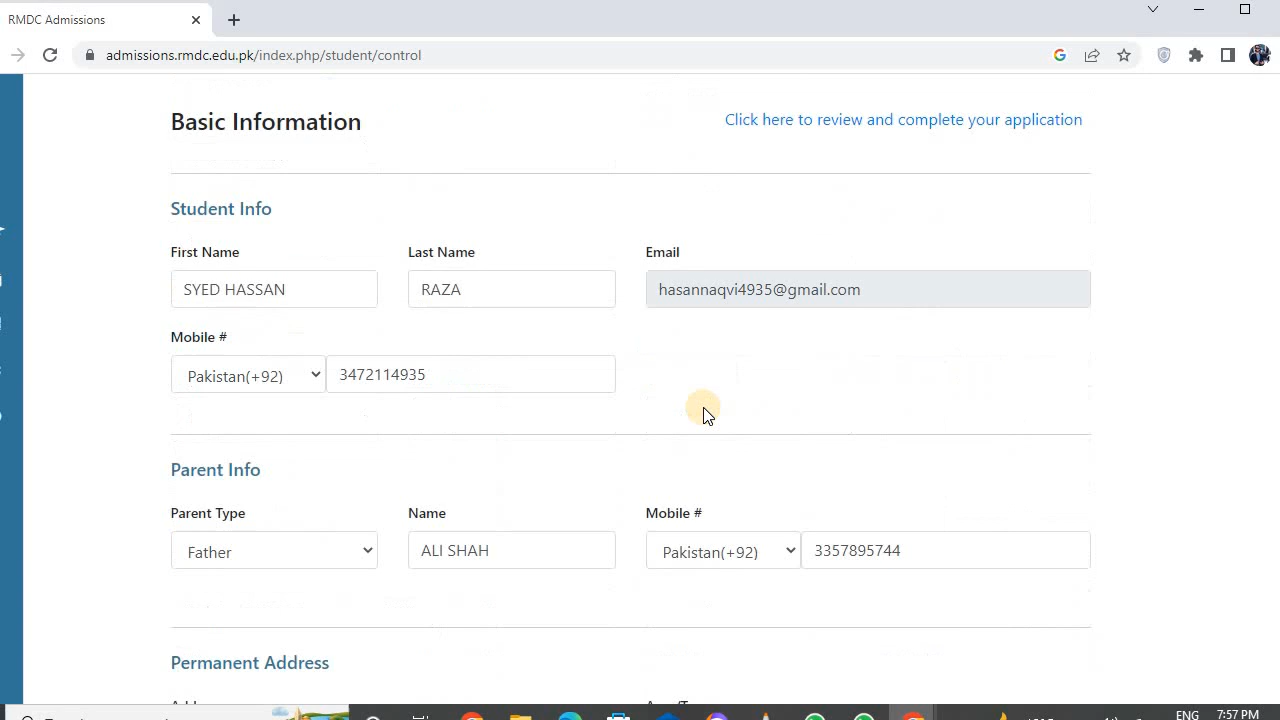 RMDC Admissions
admissions.rmdc.edu.pk/index.php/student/control
Basic Information
Click here to review and complete your application
Student Info
First Name Last Name Email
SYED HASSAN RAZA hasannaqvi4935@gmail.com
Mobile #
Pakistan(+92) 3472114935
Parent Info
Parent Type Name Mobile #
Father ALI SHAH Pakistan(+92) 3357895744
Permanent Address
ENG 7:57 PM